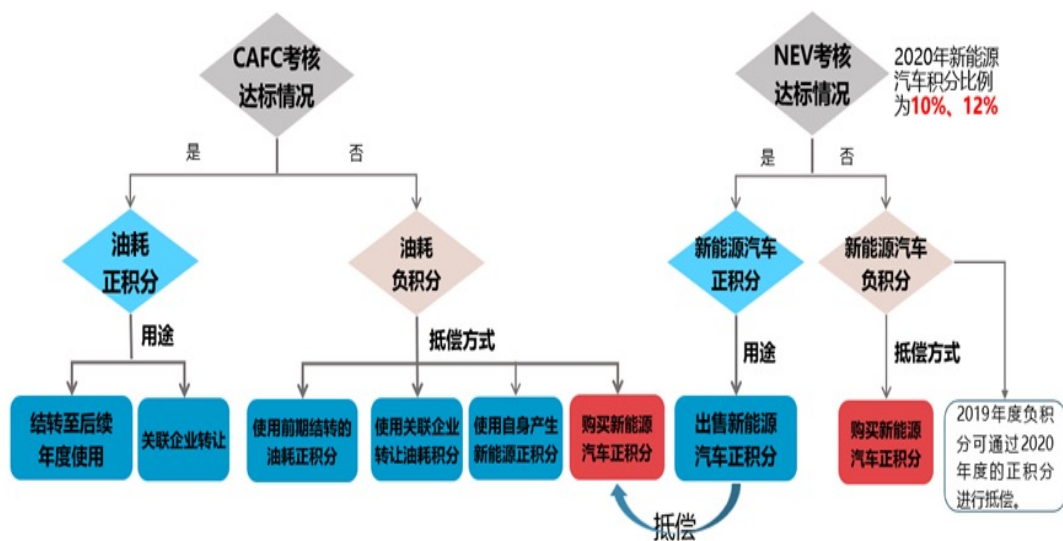 CAFC考核
达标情况
NEV考核
达标情况
2020年新能源
汽车积分比例
为10%、12%
是
否
是
否
油耗
正积分
油耗
负积分
新能源汽车
正积分
新能源汽车
负积分
用途
抵偿方式
用途
抵偿方式
结转至后续
年度使用
关联企业转让
使用前期结转的
油耗正积分
使用关联企业
转让油耗积分
使用自身产生
新能源正积分
购买新能源
汽车正积分
出售新能源
汽车正积分
购买新能源
汽车正积分
2019年度负积
分可通过2020
年度的正积分
进行抵偿。
抵偿